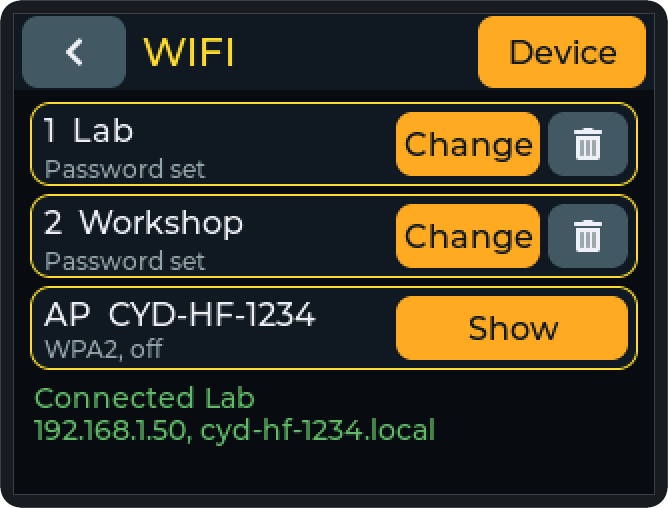 WIFI
Device
1 Lab
Password set
Change
2 Workshop
Password set
Change
AP CYD-HF-1234
WPA2, off
Show
Connected Lab
192.168.1.50, cyd-hf-1234.local